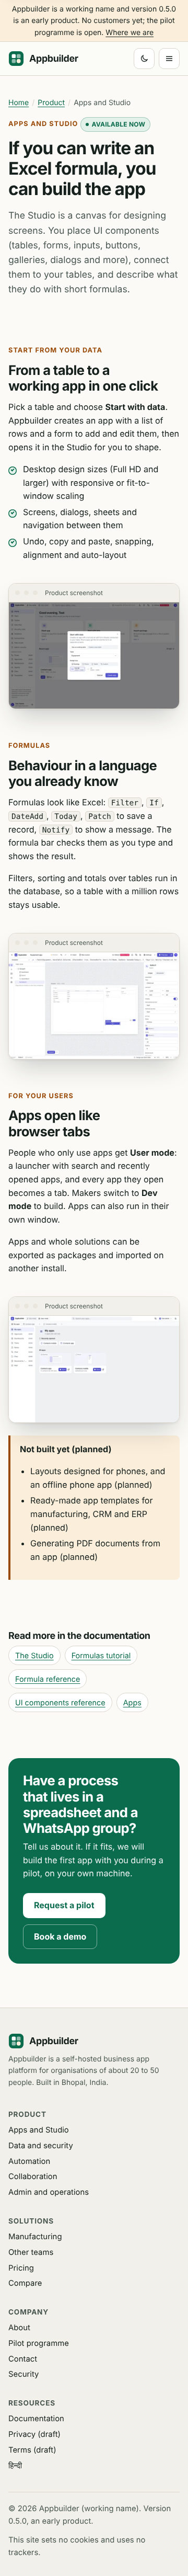 Appbuilder is a working name and version 0.5.0
is an early product. No customers yet; the pilot
programme is open. Where we are
Appbuilder
Home / Product / Apps and Studio
APPS AND STUDIO • AVAILABLE NOW
If you can write an
Excel formula, you
can build the app
The Studio is a canvas for designing
screens. You place UI components
(tables, forms, inputs, buttons,
galleries, dialogs and more), connect
them to your tables, and describe what
they do with short formulas.
START FROM YOUR DATA
From a table to a
working app in one click
Pick a table and choose Start with data.
Appbuilder creates an app with a list of
rows and a form to add and edit them, then
opens it in the Studio for you to shape.
Desktop design sizes (Full HD and
larger) with responsive or fit-to-
window scaling
Screens, dialogs, sheets and
navigation between them
Undo, copy and paste, snapping,
alignment and auto-layout
Product screenshot
FORMULAS
Behaviour in a language
you already know
Formulas look like Excel: Filter, If,
DateAdd, Today, Patch to save a
record, Notify to show a message. The
formula bar checks them as you type and
shows the result.
Filters, sorting and totals over tables run in
the database, so a table with a million rows
stays usable.
Product screenshot
FOR YOUR USERS
Apps open like
browser tabs
People who only use apps get User mode:
a launcher with search and recently
opened apps, and every app they open
becomes a tab. Makers switch to Dev
mode to build. Apps can also run in their
own window.
Apps and whole solutions can be
exported as packages and imported on
another install.
Product screenshot
Not built yet (planned)
• Layouts designed for phones, and
an offline phone app (planned)
• Ready-made app templates for
manufacturing, CRM and ERP
(planned)
• Generating PDF documents from
an app (planned)
Read more in the documentation
The Studio
Formulas tutorial
Formula reference
UI components reference
Apps
Have a process
that lives in a
spreadsheet and a
WhatsApp group?
Tell us about it. If it fits, we will
build the first app with you during a
pilot, on your own machine.
Request a pilot
Book a demo
Appbuilder
Appbuilder is a self-hosted business app
platform for organisations of about 20 to 50
people. Built in Bhopal, India.
PRODUCT
Apps and Studio
Data and security
Automation
Collaboration
Admin and operations
SOLUTIONS
Manufacturing
Other teams
Pricing
Compare
COMPANY
About
Pilot programme
Contact
Security
RESOURCES
Documentation
Privacy (draft)
Terms (draft)
हिन्दी
© 2026 Appbuilder (working name). Version
0.5.0, an early product.
This site sets no cookies and uses no
trackers.